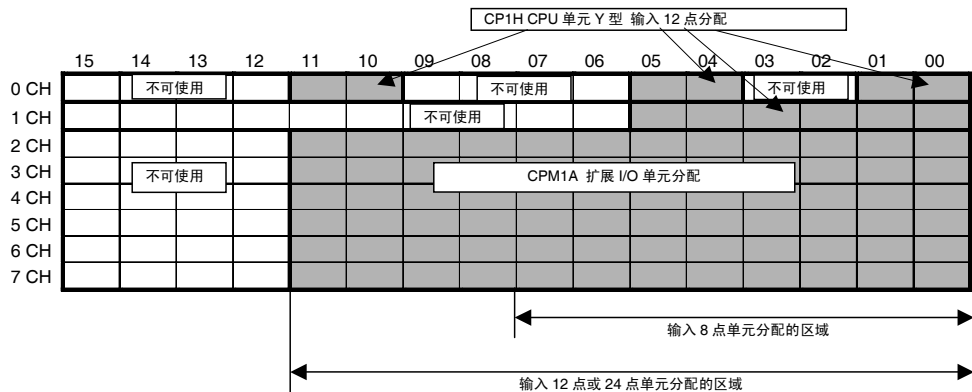 CP1H CPU 单元 Y 型 输入 12 点分配
15 14 13 12 11 10 09 08 07 06 05 04 03 02 01 00
0 CH 不可使用 不可使用 不可使用
1 CH 不可使用
2 CH
3 CH 不可使用 CPM1A 扩展 I/O 单元分配
4 CH
5 CH
6 CH
7 CH
输入 8 点单元分配的区域
输入 12 点或 24 点单元分配的区域